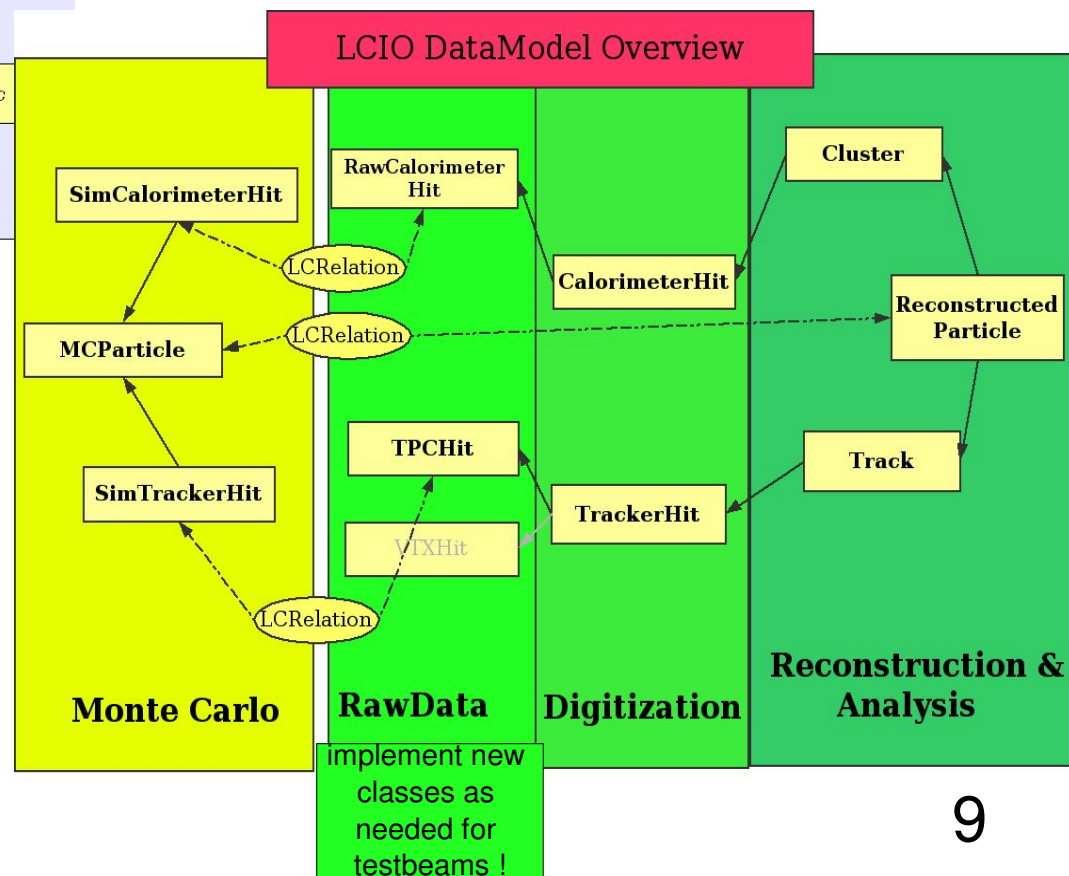 LCIO DataModel Overview
c
SimCalorimeterHit
MCParticle
SimTrackerHit
Monte Carlo
LCRelation
LCRelation
LCRelation
RawCalorimeter
Hit
TPCHit
VTXHit
RawData
implement new
classes as
needed for
testbeams !
CalorimeterHit
TrackerHit
Digitization
Cluster
Reconstructed
Particle
Track
Reconstruction &
Analysis
9